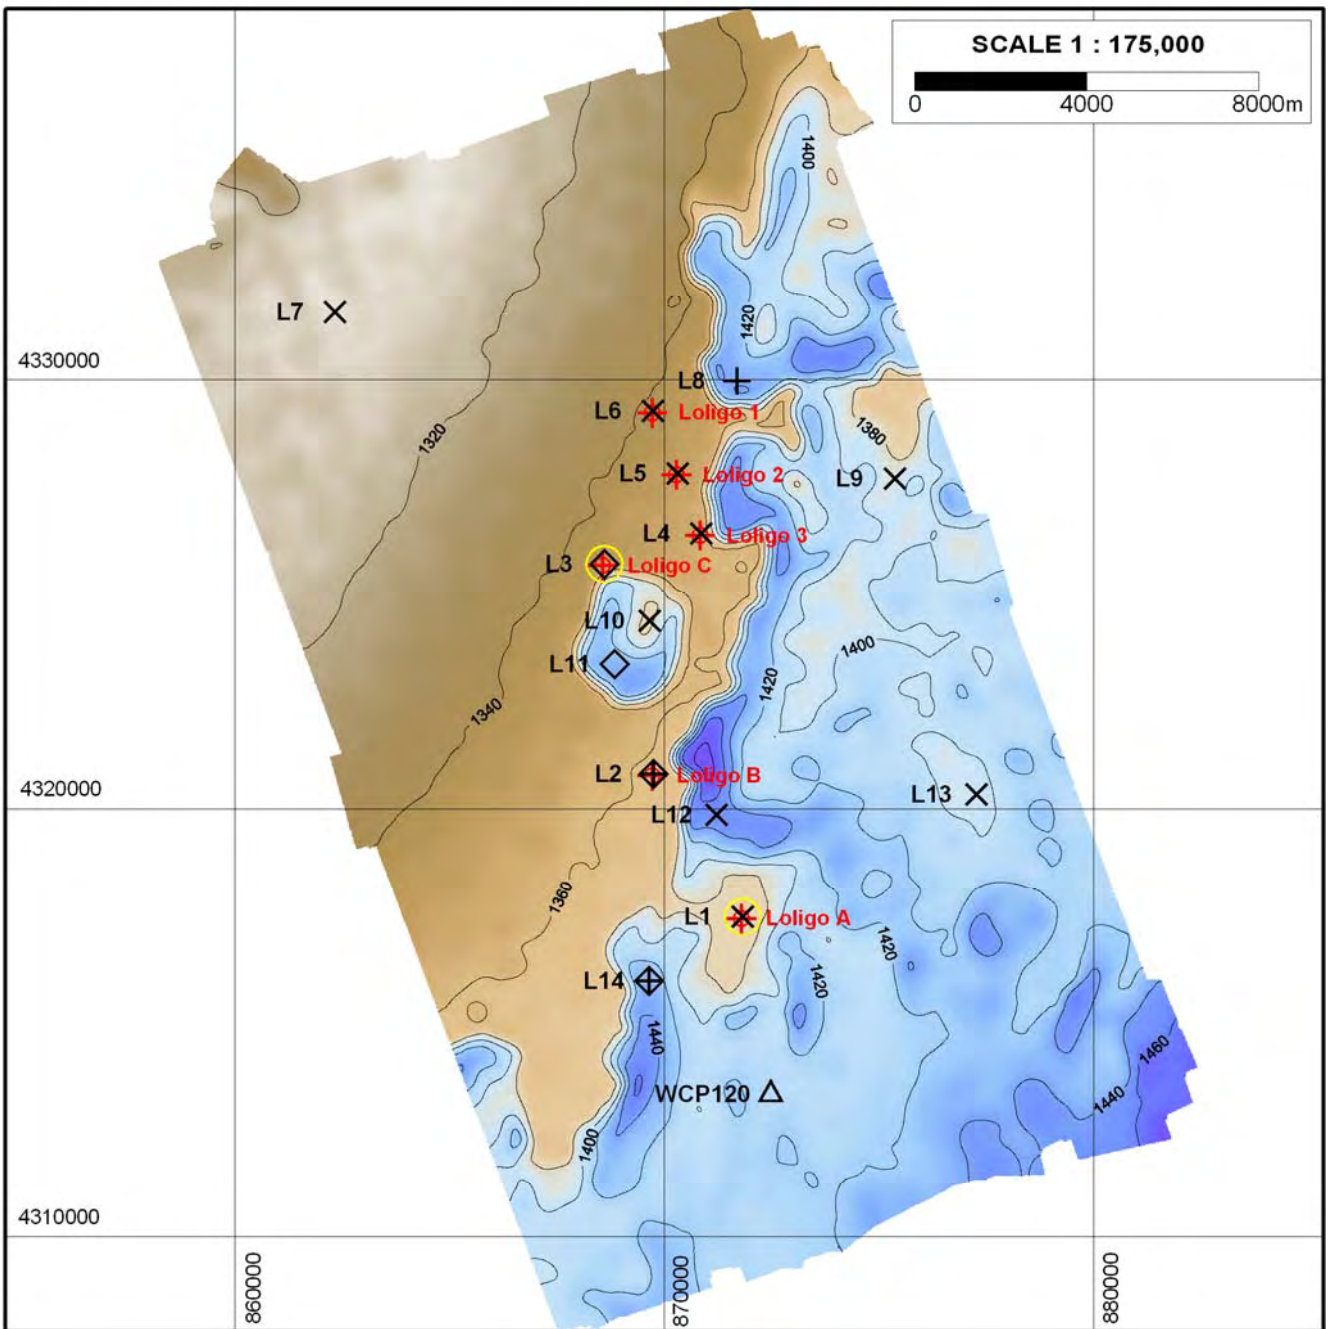 SCALE 1 : 175,000
0 4000 8000m
1400
L7
1420
4330000
L8
L6 Loligo 1
1320
1380
L5 Loligo 2
L9
L4 Loligo 3
L3 Loligo C
L10
1400
L11
1420
1340
L2 Loligo B
4320000
L13
L12
1360
L1 Loligo A
1420
L14
1420
1440
1460
WCP120
1440
1400
4310000
860000
870000
880000